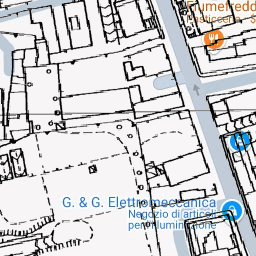 Pasticceria - S
G. & G. Elettromeccanica
Negozio di articoli
per illuminazione